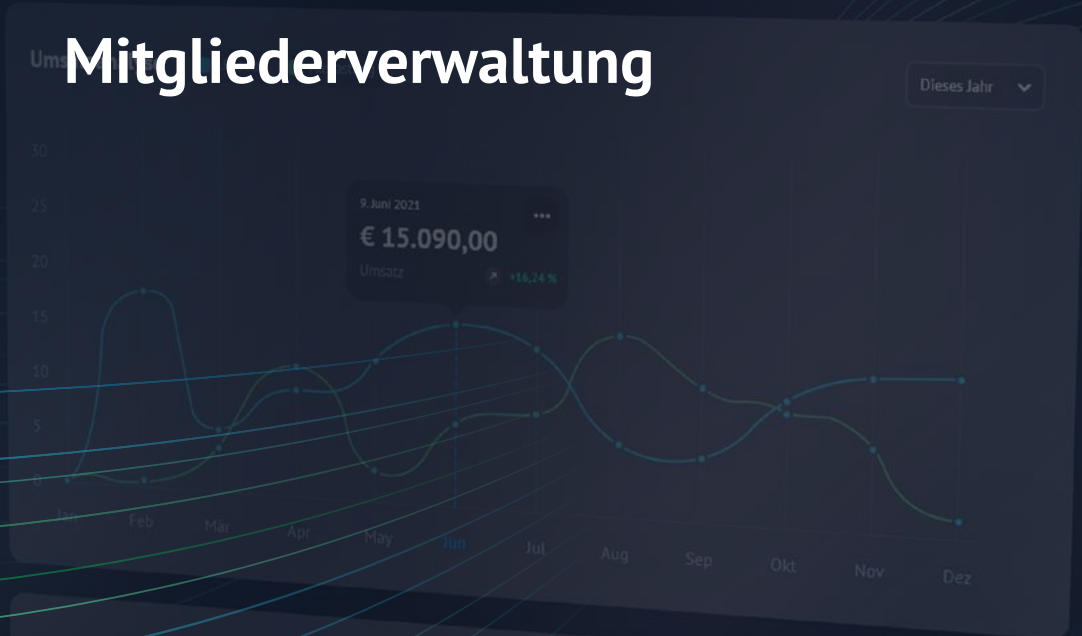 Mitgliederverwaltung
Dieses Jahr
30
25
20
15
10
5
0
9. Juni 2021
€ 15.090,00
Umsatz
+16,24 %
Jan
Feb
Mär
Apr
May
Jun
Jul
Aug
Sep
Okt
Nov
Dez